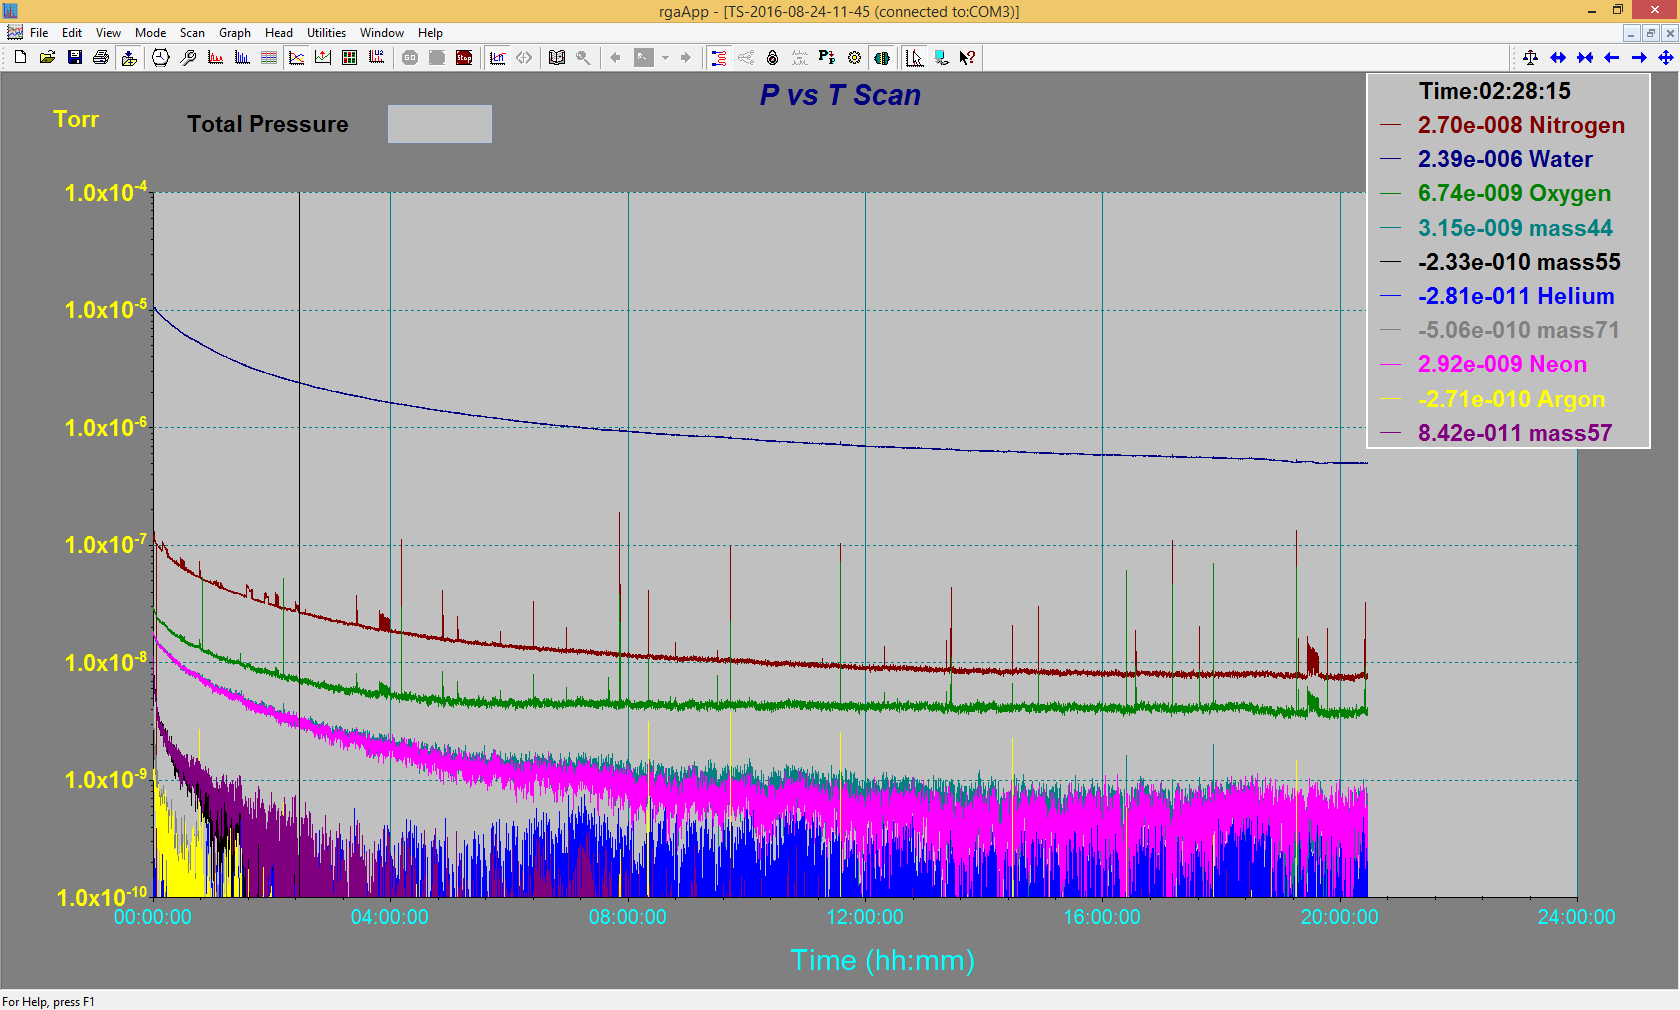 rgaApp - [TS-2016-08-24-11-45 (connected to:COM3)]
File Edit View Mode Scan Graph Head Utilities Window Help
GO Stop
P vs T Scan
Torr
Total Pressure
Time:02:28:15
2.70e-008 Nitrogen
2.39e-006 Water
6.74e-009 Oxygen
3.15e-009 mass44
-2.33e-010 mass55
-2.81e-011 Helium
-5.06e-010 mass71
2.92e-009 Neon
-2.71e-010 Argon
8.42e-011 mass57
1.0x10-4
1.0x10-5
1.0x10-6
1.0x10-7
1.0x10-8
1.0x10-9
1.0x10-10
00:00:00 04:00:00 08:00:00 12:00:00 16:00:00 20:00:00 24:00:00
Time (hh:mm)
For Help, press F1